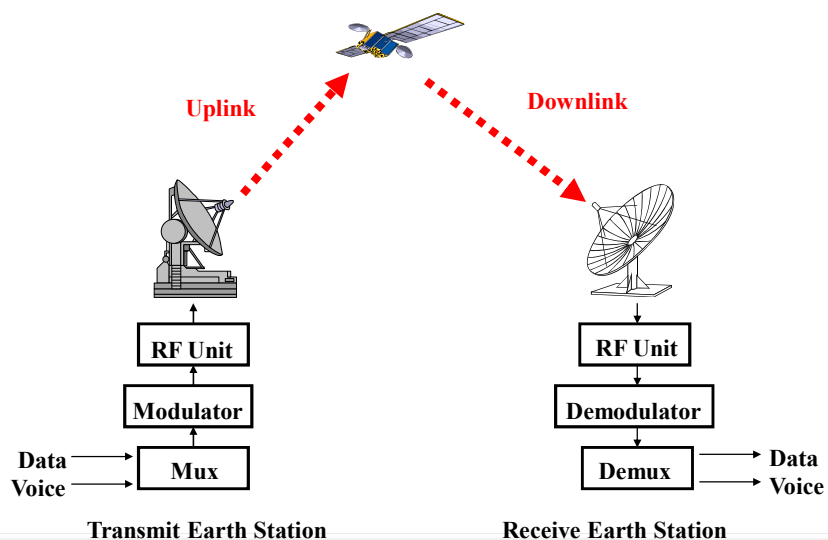 Uplink
Downlink
RF Unit
RF Unit
Modulator
Demodulator
Data
Voice
Mux
Demux
Data
Voice
Transmit Earth Station
Receive Earth Station